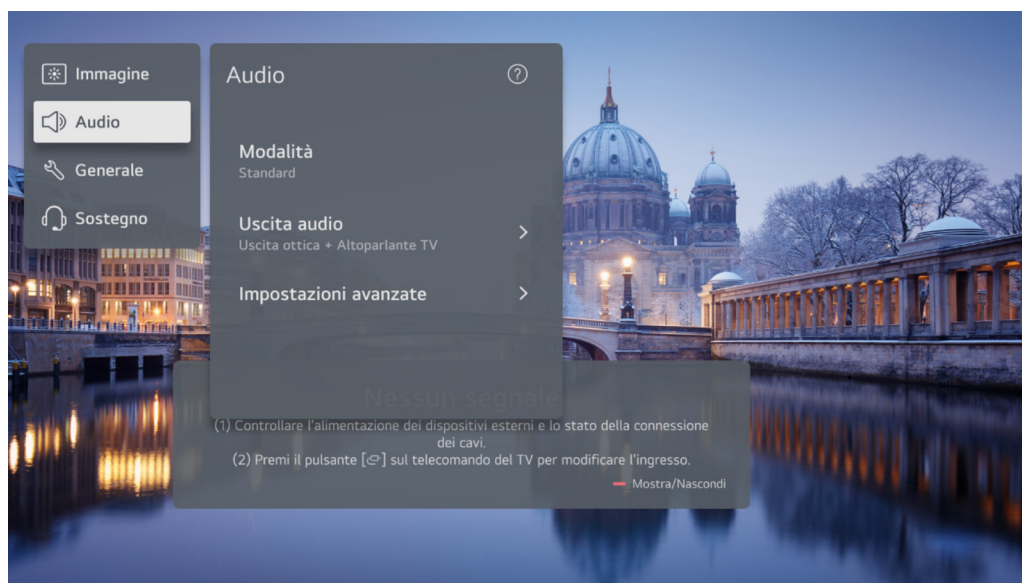 Immagine
Audio
Generale
Sostegno
Audio
Modalità
Standard
Uscita audio
Uscita ottica + Altoparlante TV
Impostazioni avanzate
Nessun segnale
(1) Controllare l'alimentazione dei dispositivi esterni e lo stato della connessione
dei cavi.
(2) Premi il pulsante [] sul telecomando del TV per modificare l'ingresso.
Mostra/Nascondi